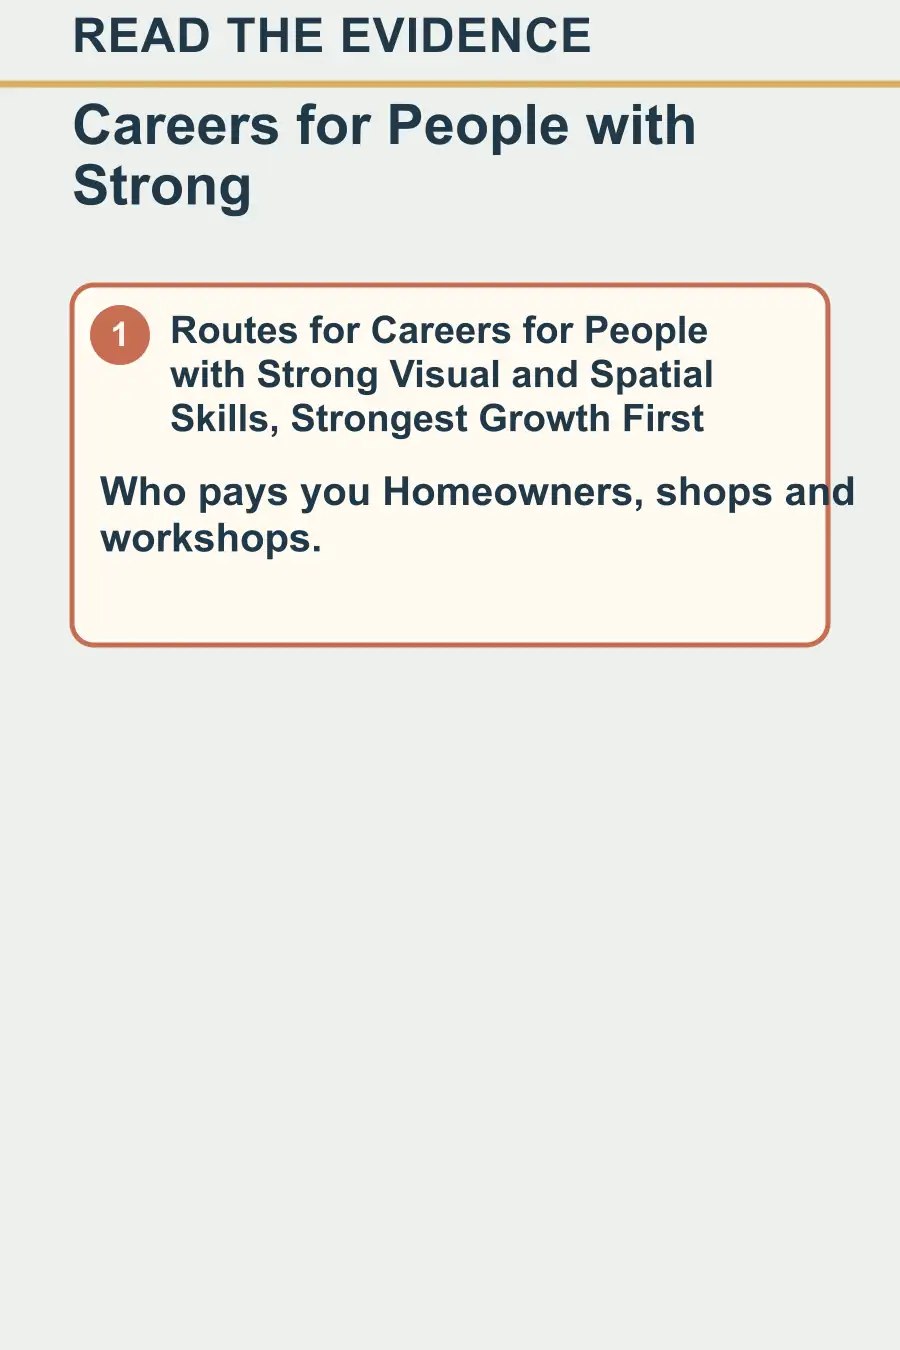 READ THE EVIDENCE
Careers for People with
Strong
1
Routes for Careers for People
with Strong Visual and Spatial
Skills, Strongest Growth First
Who pays you Homeowners, shops and
workshops.